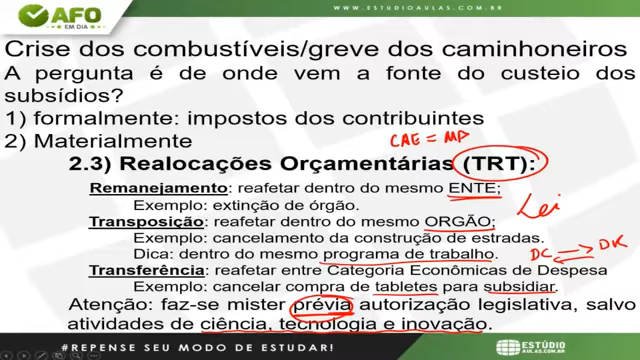 AFO
EM DIA
WWW.ESTUDIOAULAS.COM.BR
Crise dos combustíveis/greve dos caminhoneiros
A pergunta é de onde vem a fonte do custeio dos
subsídios?
1) formalmente: impostos dos contribuintes
2) Materialmente
CAE = MP
2.3) Realocações Orçamentárias (TRT):
Remanejamento: reafetar dentro do mesmo ENTE;
Exemplo: extinção de órgão.
Lei
Transposição: reafetar dentro do mesmo ORGÃO;
Exemplo: cancelamento da construção de estradas.
DC DK
Dica: dentro do mesmo programa de trabalho.
Transferência: reafetar entre Categoria Econômicas de Despesa
Exemplo: cancelar compra de tabletes para subsidiar.
Atenção: faz-se mister prévia autorização legislativa, salvo
atividades de ciência, tecnologia e inovação.
#REPENSE SEU MODO DE ESTUDAR!
ESTÚDIO
AULAS.COM.BR